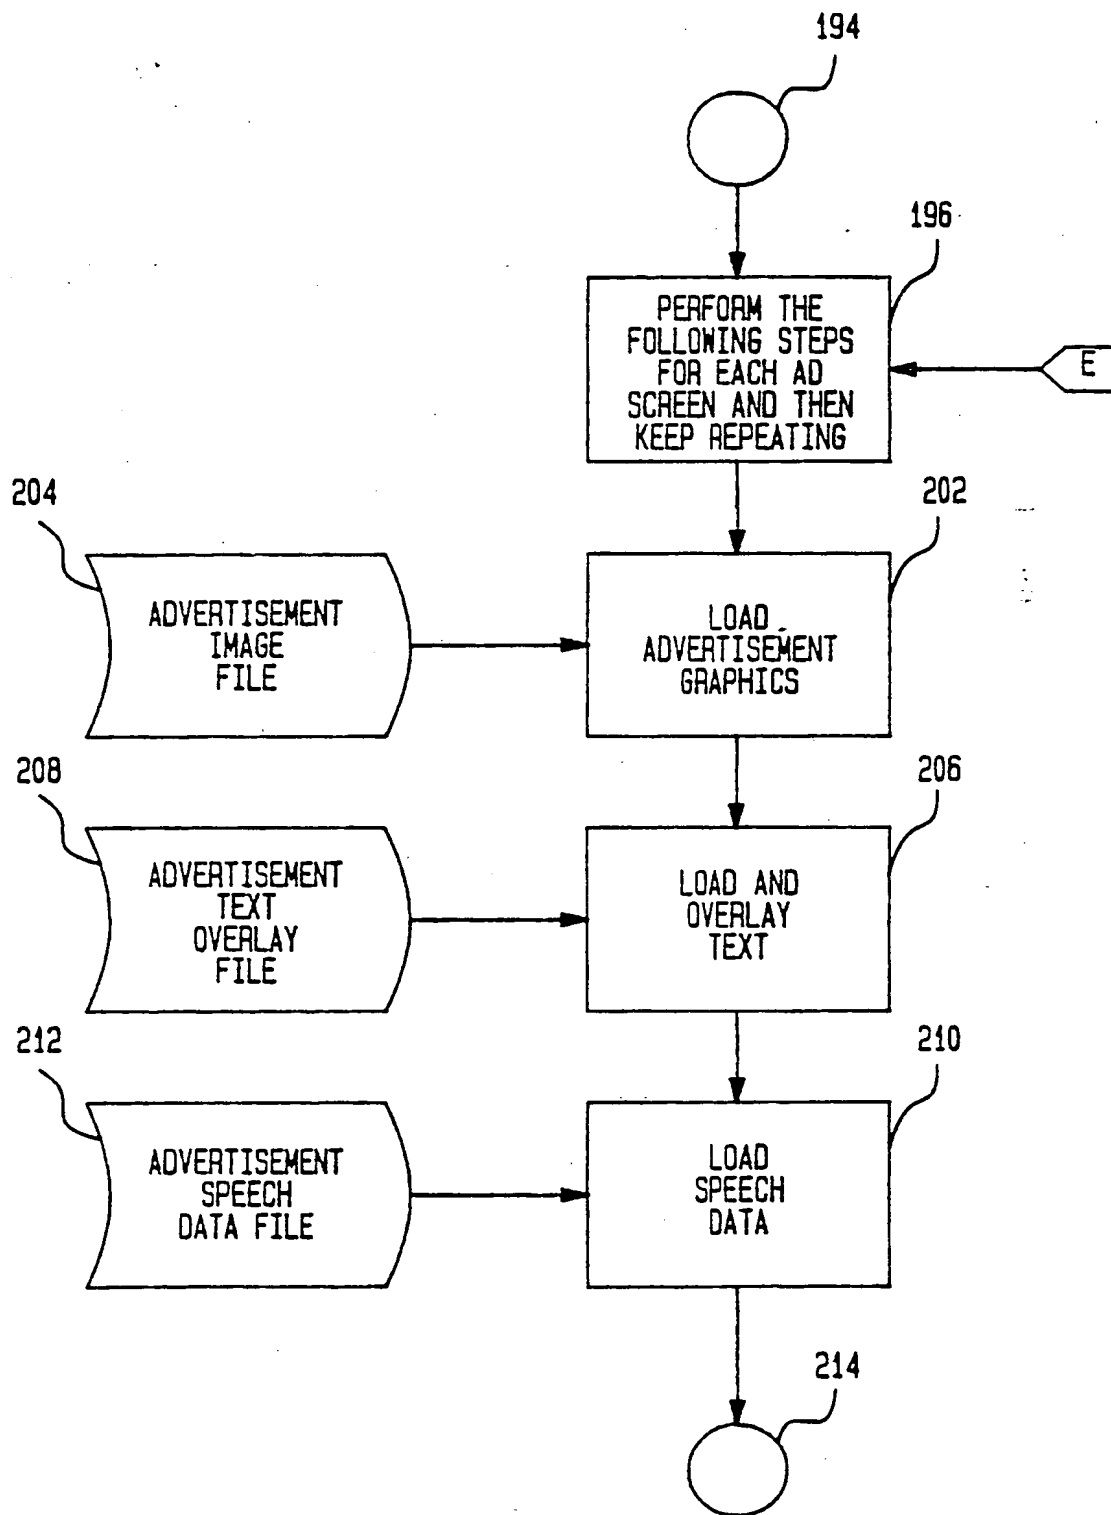 194
196
PERFORM THE
FOLLOWING STEPS
FOR EACH AD
SCREEN AND THEN
KEEP REPEATING
E
204
202
ADVERTISEMENT
IMAGE
FILE
LOAD
ADVERTISEMENT
GRAPHICS
208
206
ADVERTISEMENT
TEXT
OVERLAY
FILE
LOAD AND
OVERLAY
TEXT
212
210
ADVERTISEMENT
SPEECH
DATA FILE
LOAD
SPEECH
DATA
214